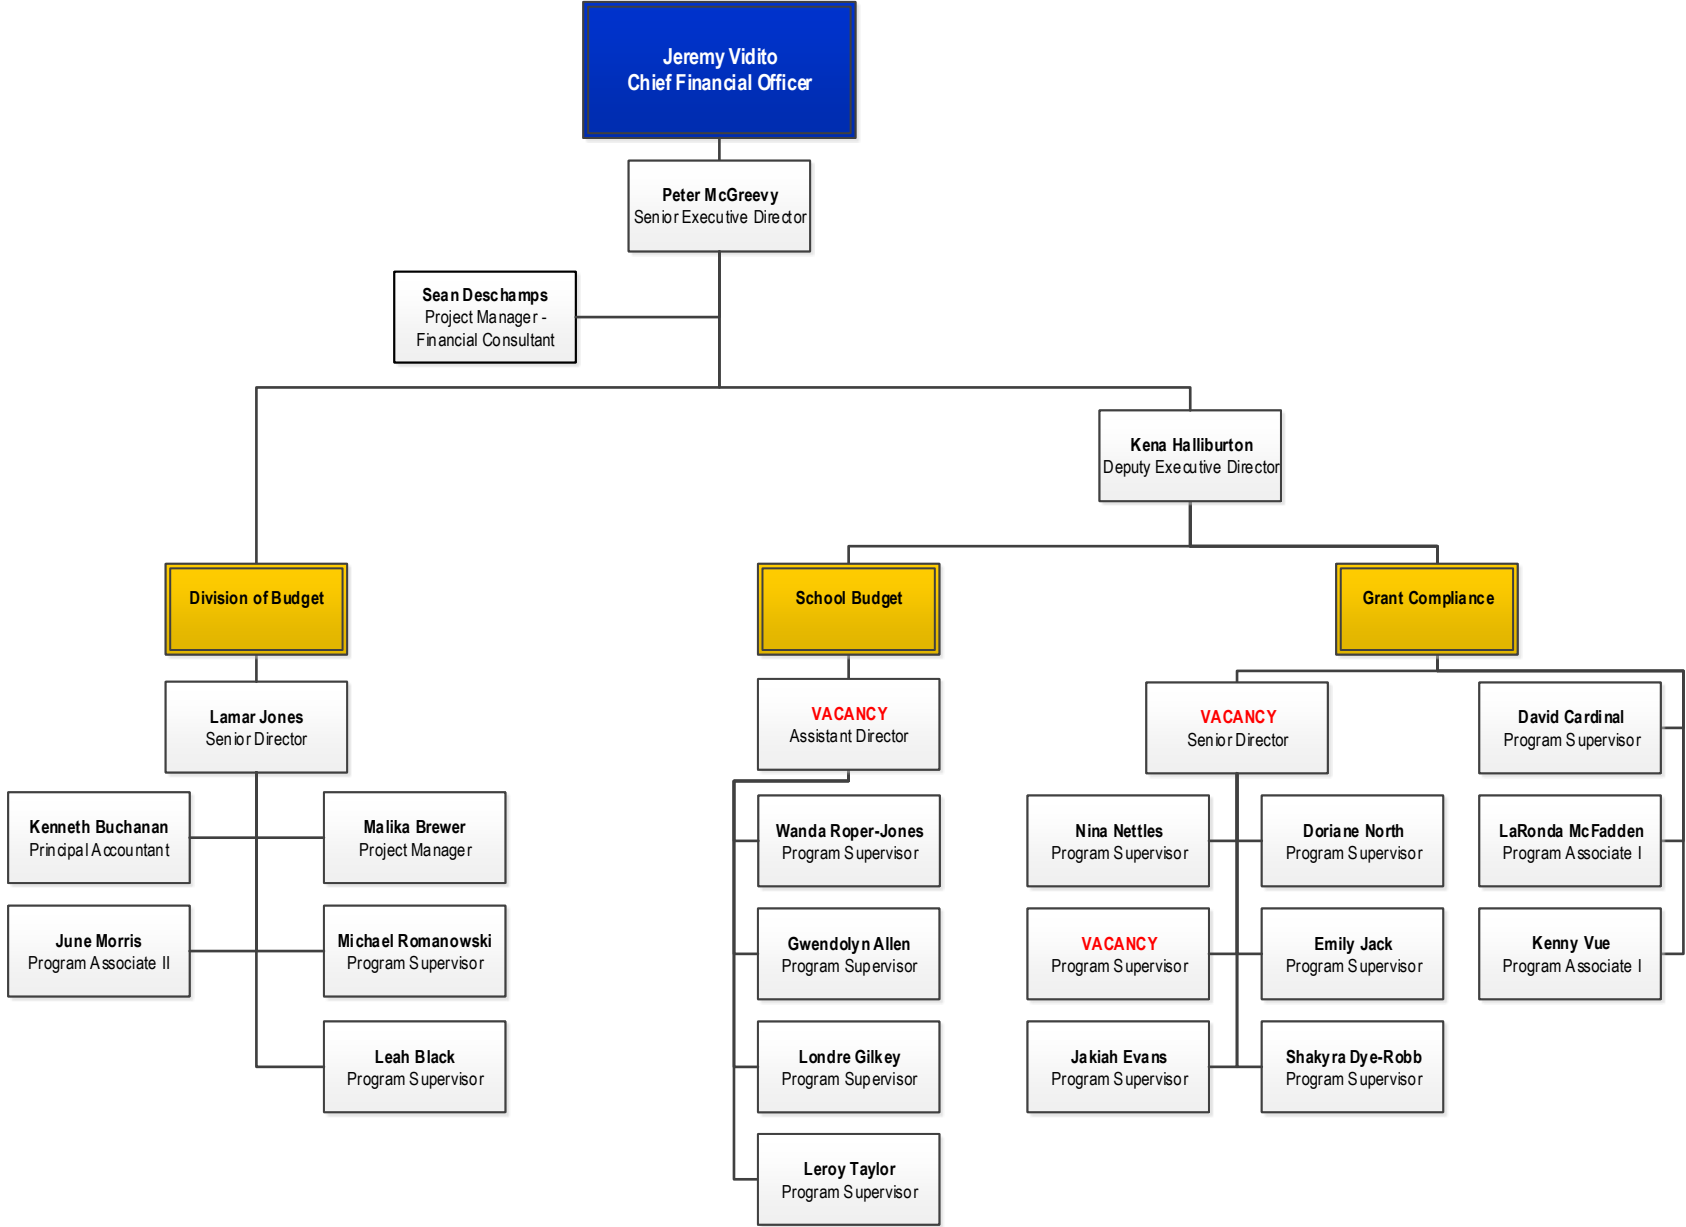 Jeremy Vidito
Chief Financial Officer
Peter McGreevy
Senior Executive Director
Sean Deschamps
Project Manager -
Financial Consultant
Kena Halliburton
Deputy Executive Director
Division of Budget
School Budget
Grant Compliance
Lamar Jones
Senior Director
Kenneth Buchanan
Principal Accountant
Malika Brewer
Project Manager
June Morris
Program Associate II
Michael Romanowski
Program Supervisor
Leah Black
Program Supervisor
VACANCY
Assistant Director
Wanda Roper-Jones
Program Supervisor
Gwendolyn Allen
Program Supervisor
Londre Gilkey
Program Supervisor
Leroy Taylor
Program Supervisor
VACANCY
Senior Director
Nina Nettles
Program Supervisor
Doriane North
Program Supervisor
VACANCY
Program Supervisor
Emily Jack
Program Supervisor
Jakiah Evans
Program Supervisor
Shakyra Dye-Robb
Program Supervisor
David Cardinal
Program Supervisor
LaRonda McFadden
Program Associate I
Kenny Vue
Program Associate I